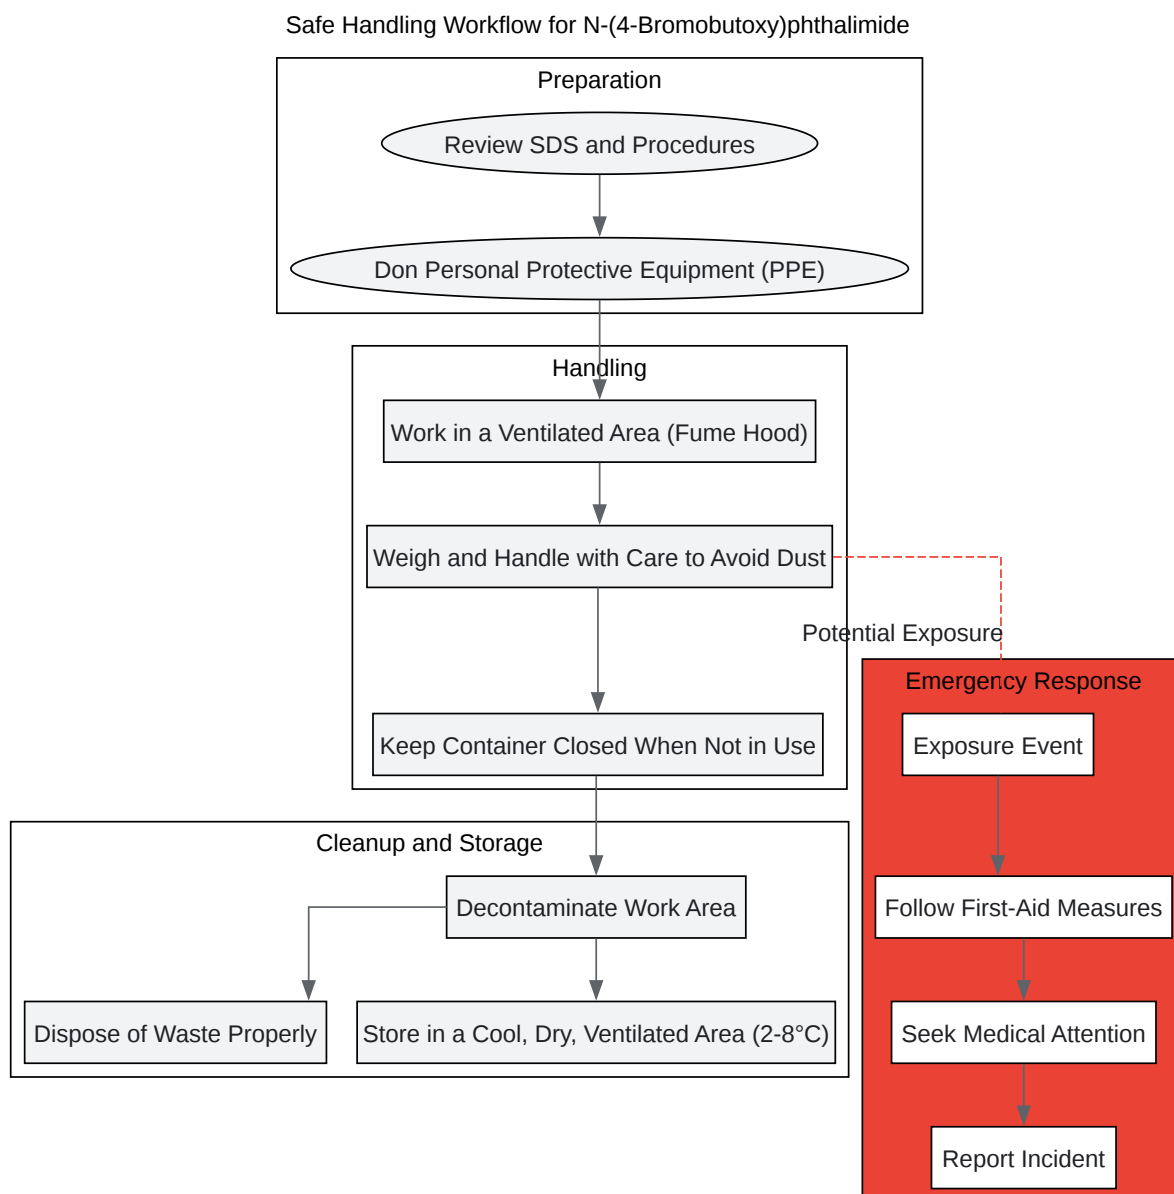 Safe Handling Workflow for N-(4-Bromobutoxy)phthalimide
Preparation
Review SDS and Procedures
Don Personal Protective Equipment (PPE)
Handling
Work in a Ventilated Area (Fume Hood)
Weigh and Handle with Care to Avoid Dust
Potential Exposure
Keep Container Closed When Not in Use
Cleanup and Storage
Decontaminate Work Area
Dispose of Waste Properly
Store in a Cool, Dry, Ventilated Area (2-8°C)
Emergency Response
Exposure Event
Follow First-Aid Measures
Seek Medical Attention
Report Incident